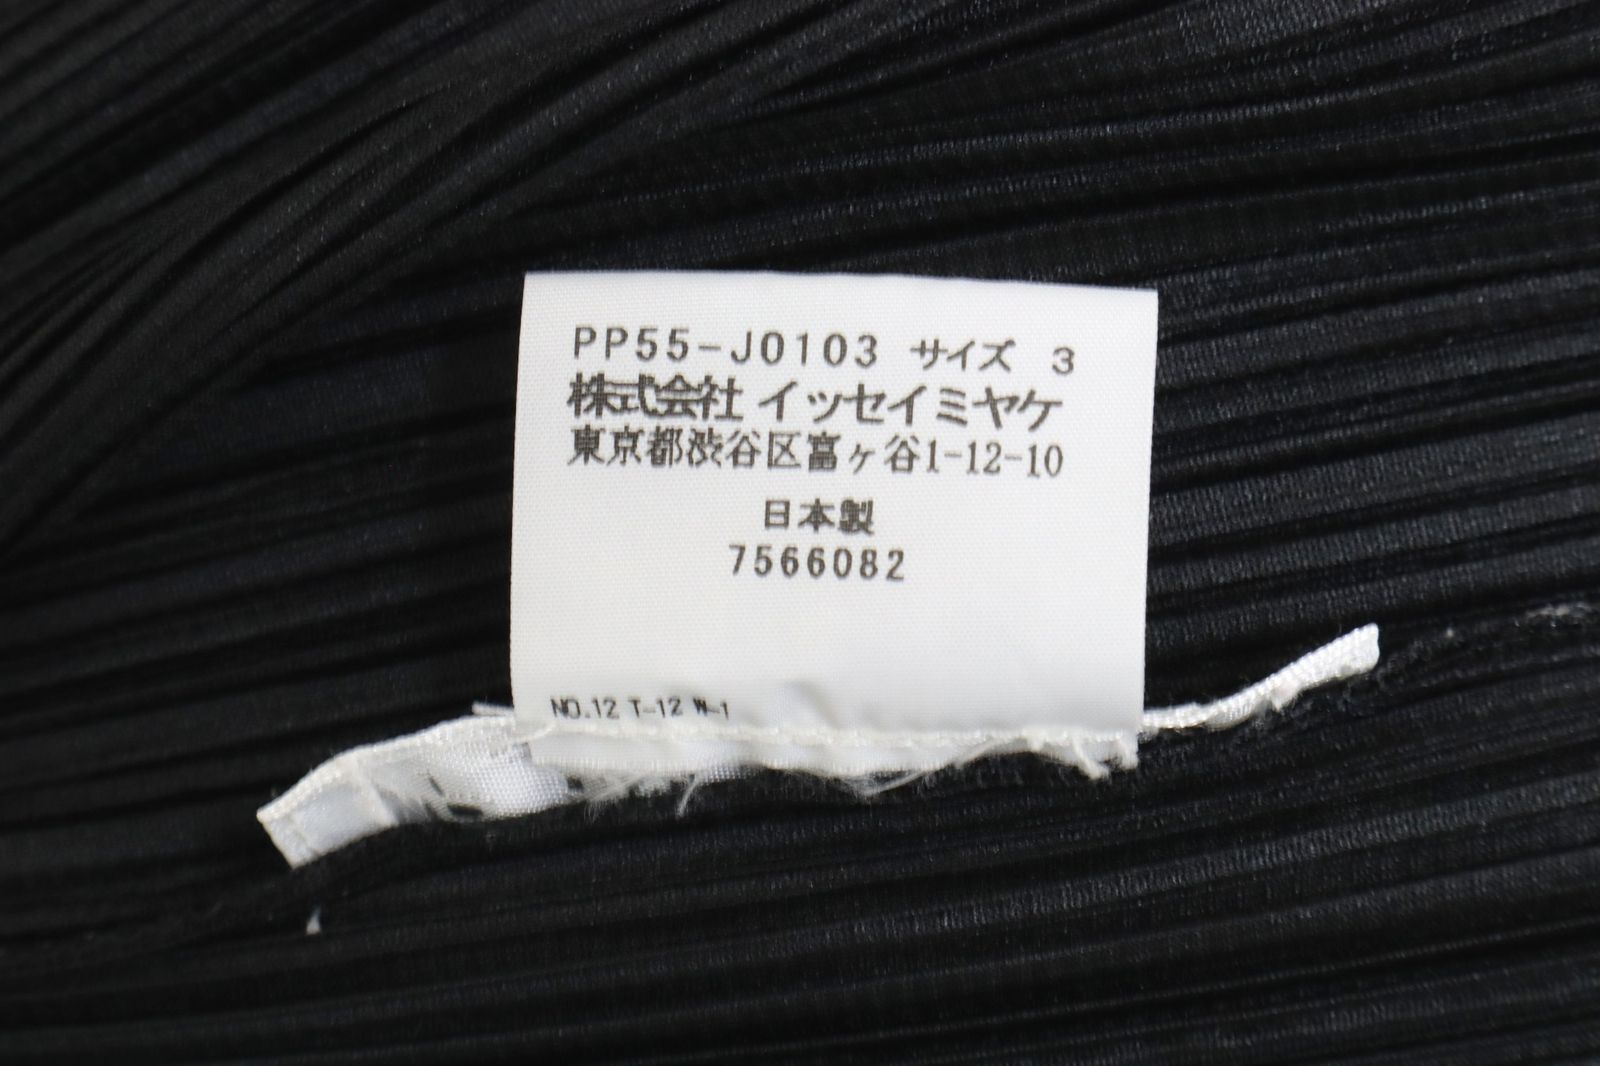 PP55-J0103 サイズ 3
株式会社 イッセイミヤケ
東京都渋谷区富ヶ谷1-12-10
日本製
7566082
NO.12 T-12 W-1